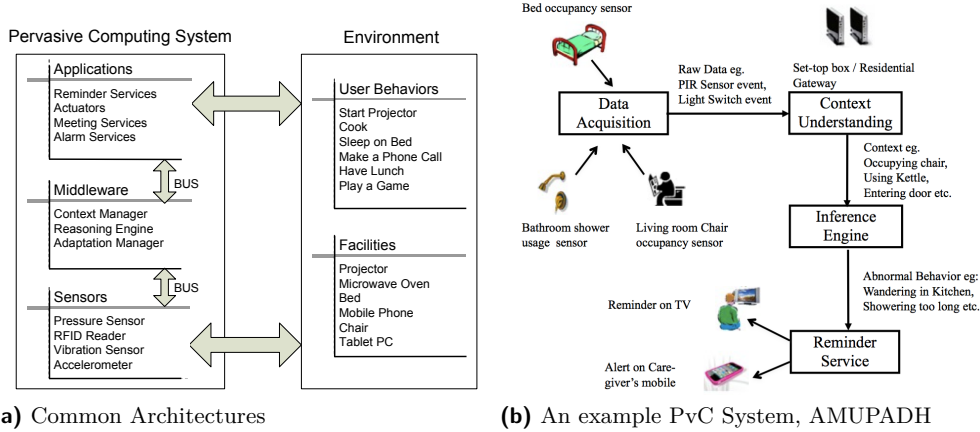 Pervasive Computing System
Applications
Reminder Services
Actuators
Meeting Services
Alarm Services
BUS
Middleware
Context Manager
Reasoning Engine
Adaptation Manager
BUS
Sensors
Pressure Sensor
RFID Reader
Vibration Sensor
Accelerometer
Environment
User Behaviors
Start Projector
Cook
Sleep on Bed
Make a Phone Call
Have Lunch
Play a Game
Facilities
Projector
Microwave Oven
Bed
Mobile Phone
Chair
Tablet PC
a) Common Architectures
Bed occupancy sensor
Data
Acquisition
Raw Data eg.
PIR Sensor event,
Light Switch event
Set-top box / Residential
Gateway
Context
Understanding
Bathroom shower
usage sensor
Living room Chair
occupancy sensor
Context eg.
Occupying chair,
Using Kettle,
Entering door etc.
Inference
Engine
Abnormal Behavior eg:
Wandering in Kitchen,
Showering too long etc.
Reminder on TV
Reminder
Service
Alert on Care-
giver's mobile
(b) An example PvC System, AMUPADH